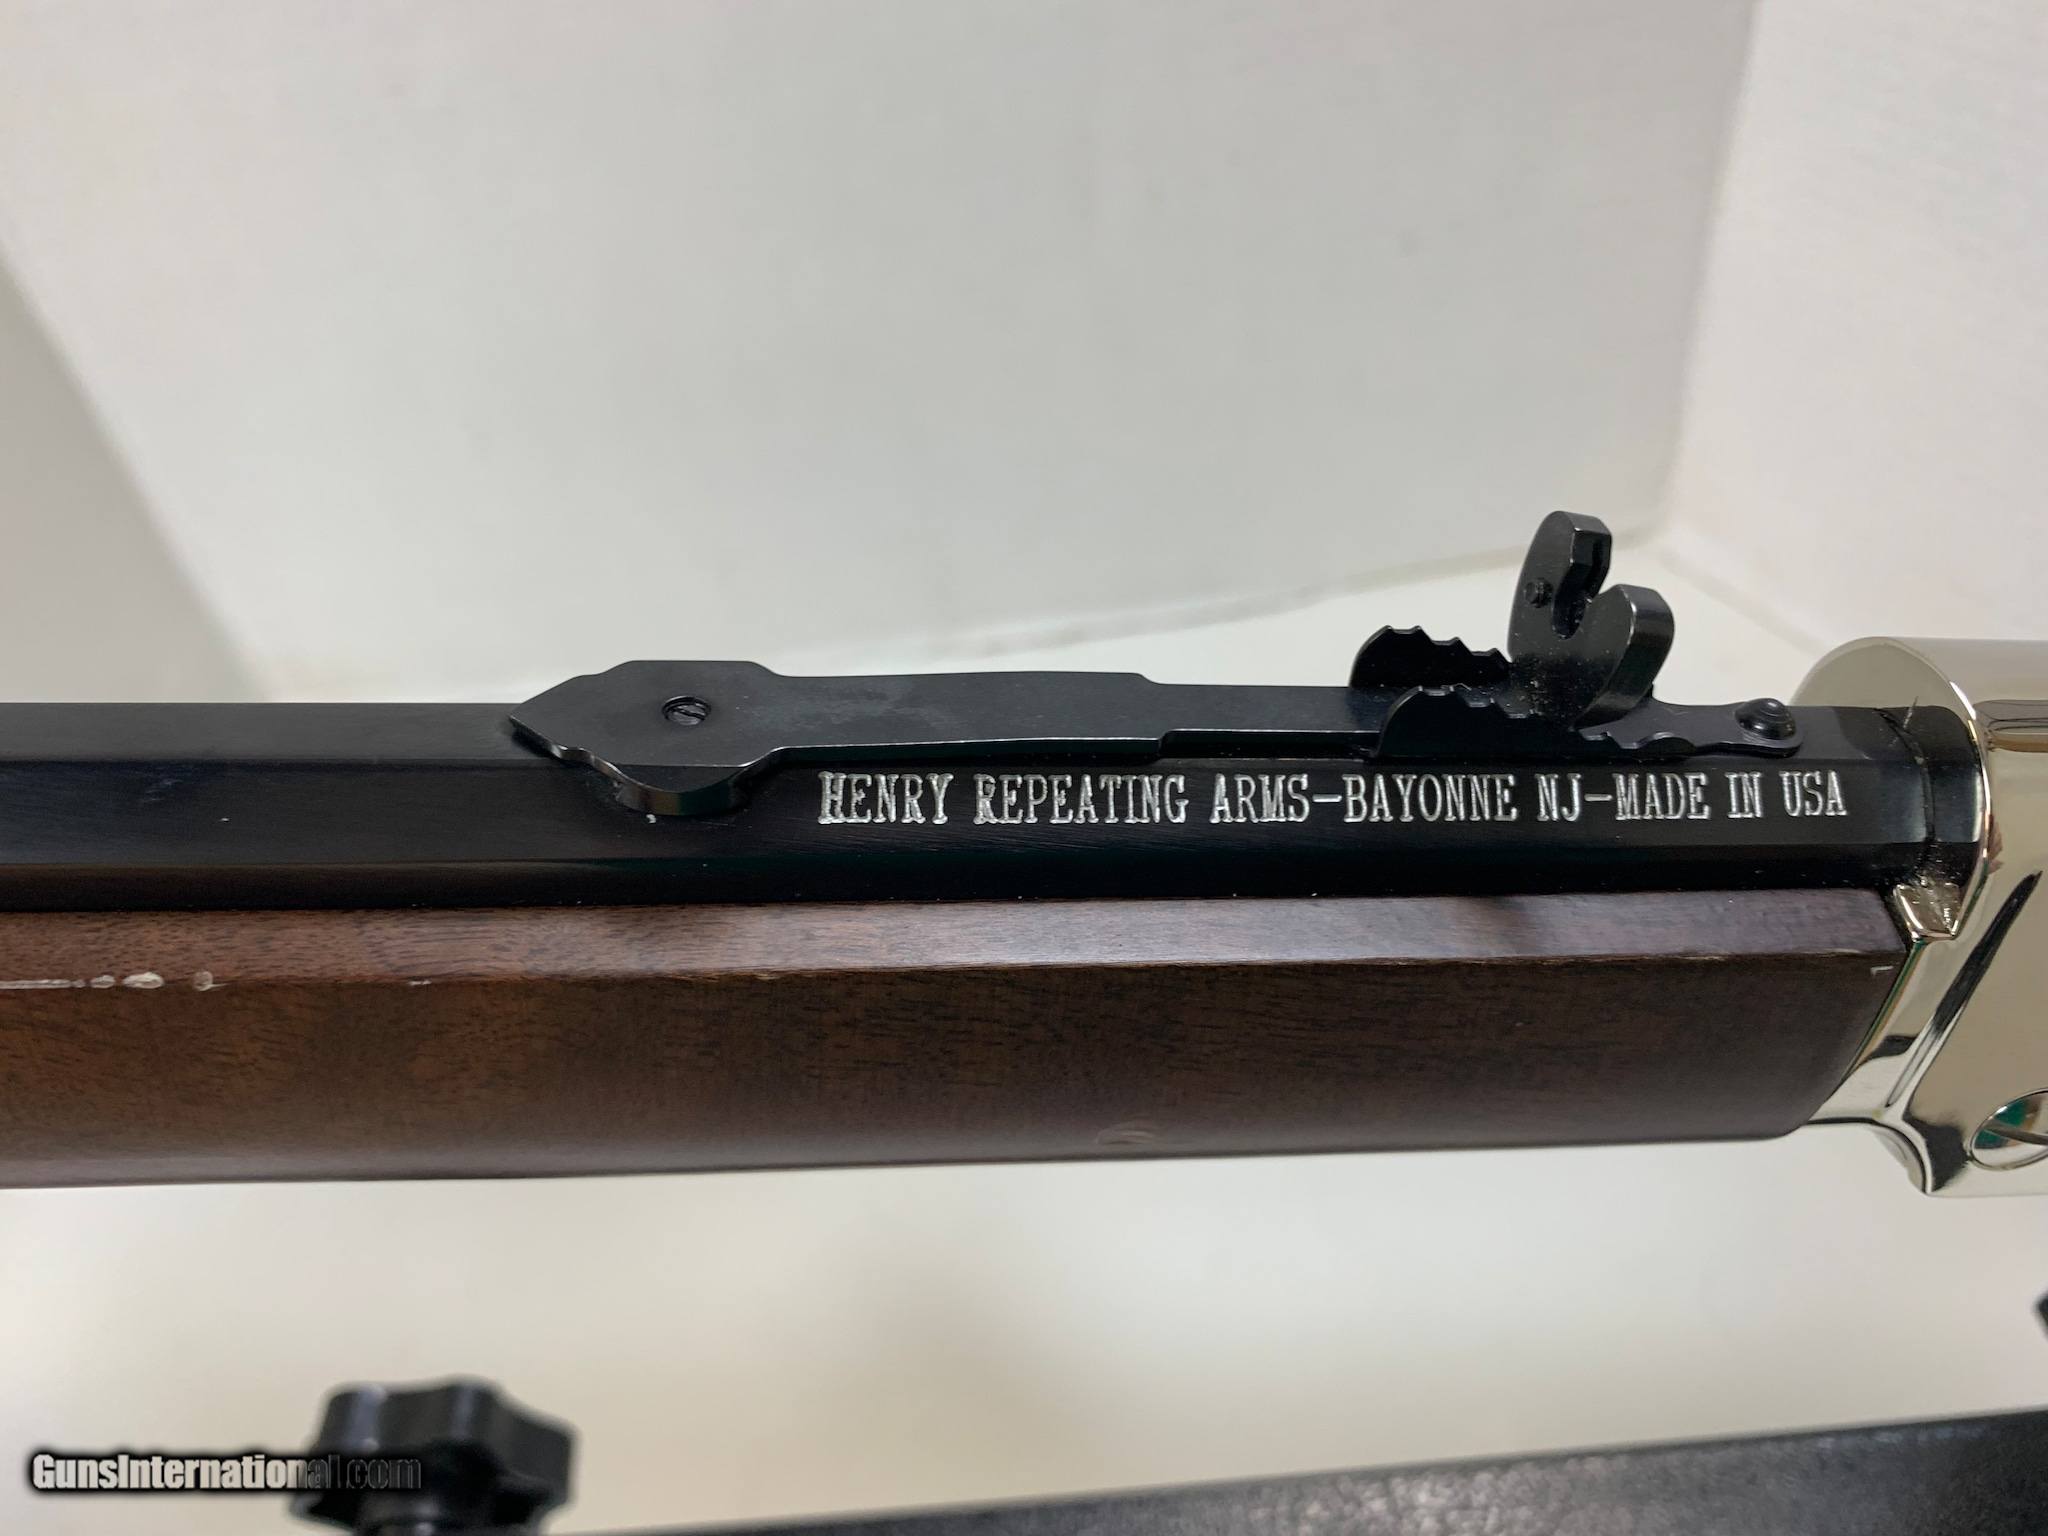 HENRY REPEATING ARMS-BAYONNE NJ-MADE IN USA
GunsInternational.com